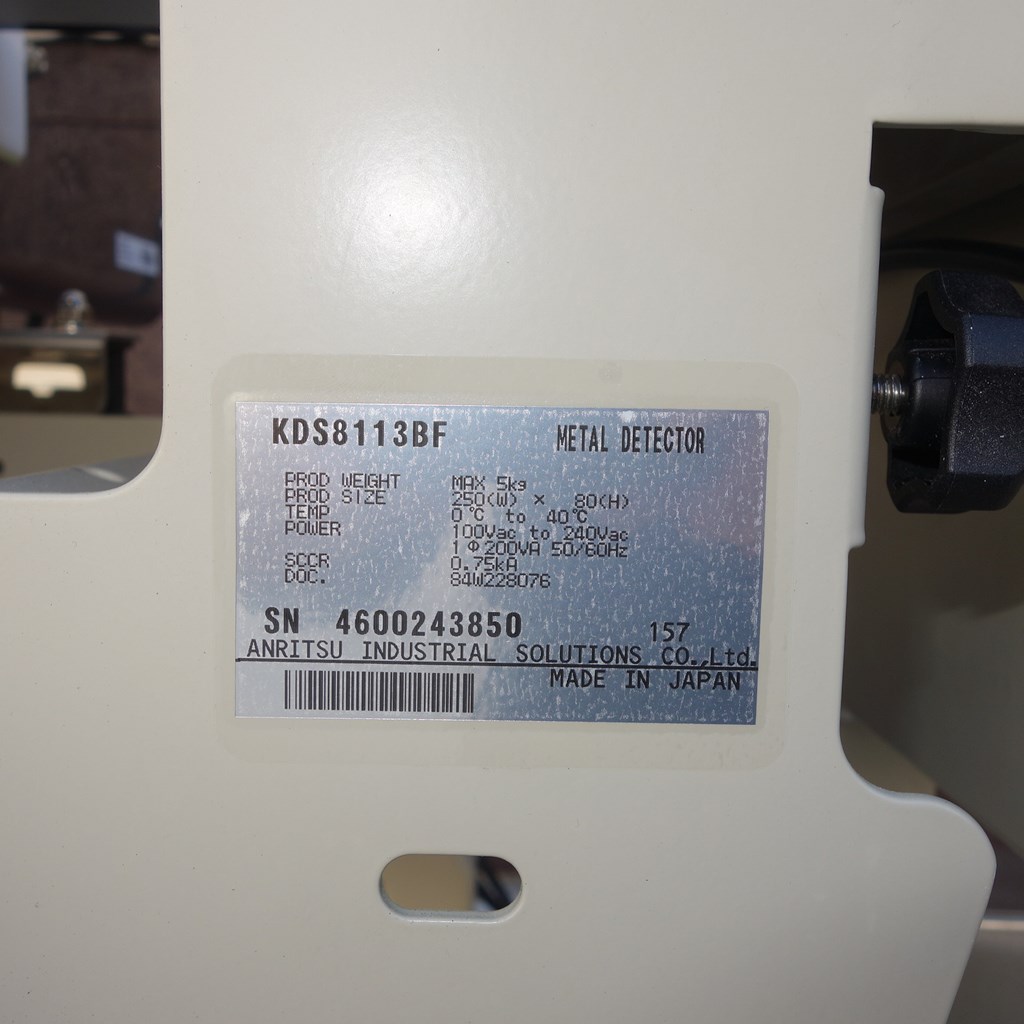 KDS8113BF METAL DETECTOR
PROD WEIGHT MAX 5kg
PROD SIZE 250(W) × 80(H)
TEMP 0℃ to 40℃
POWER 100Vac to 240Vac
1Φ200VA 50/60Hz
SCCR 0.75kA
DOC. 84W228076
SN 4600243850 157
ANRITSU INDUSTRIAL SOLUTIONS CO.,Ltd.
MADE IN JAPAN